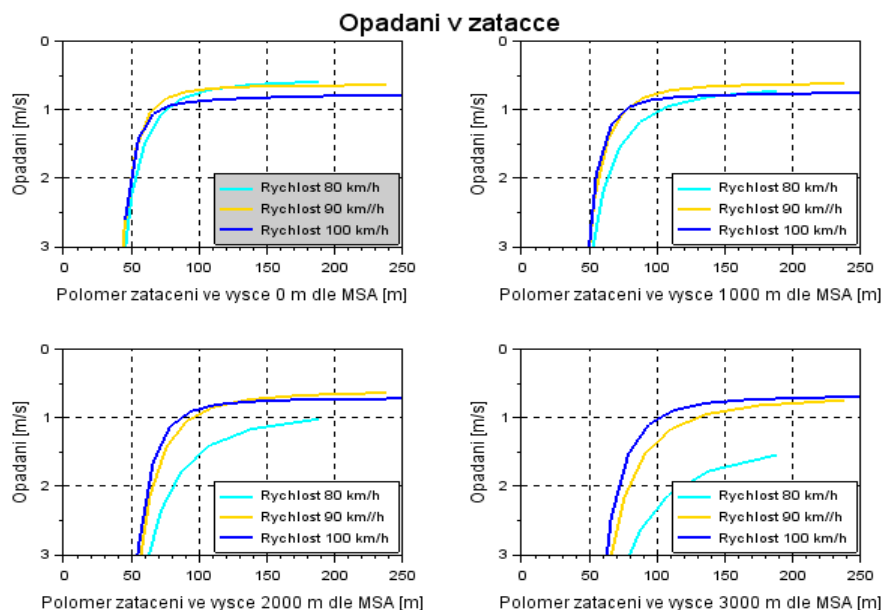 Opadani v zatacce
0
1
2
3
Opadani [m/s]
Rychlost 80 km/h
Rychlost 90 km//h
Rychlost 100 km/h
0 50 100 150 200 250
Polomer zataceni ve vysce 0 m dle MSA [m]
0
1
2
3
Opadani [m/s]
Rychlost 80 km/h
Rychlost 90 km//h
Rychlost 100 km/h
0 50 100 150 200 250
Polomer zataceni ve vysce 1000 m dle MSA [m]
0
1
2
3
Opadani [m/s]
Rychlost 80 km/h
Rychlost 90 km//h
Rychlost 100 km/h
0 50 100 150 200 250
Polomer zataceni ve vysce 2000 m dle MSA [m]
0
1
2
3
Opadani [m/s]
Rychlost 80 km/h
Rychlost 90 km//h
Rychlost 100 km/h
0 50 100 150 200 250
Polomer zataceni ve vysce 3000 m dle MSA [m]